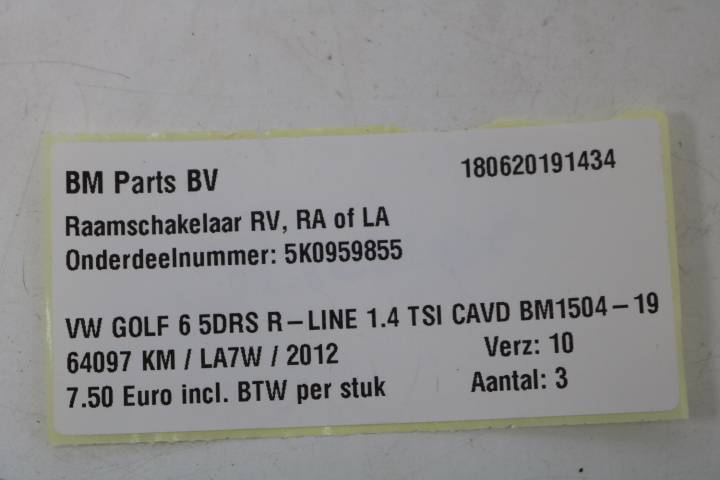 BM Parts BV 180620191434
Raamschakelaar RV, RA of LA
Onderdeelnummer: 5K0959855
VW GOLF 6 5DRS R-LINE 1.4 TSI CAVD BM1504-19
64097 KM / LA7W / 2012 Verz: 10
7.50 Euro incl. BTW per stuk Aantal: 3